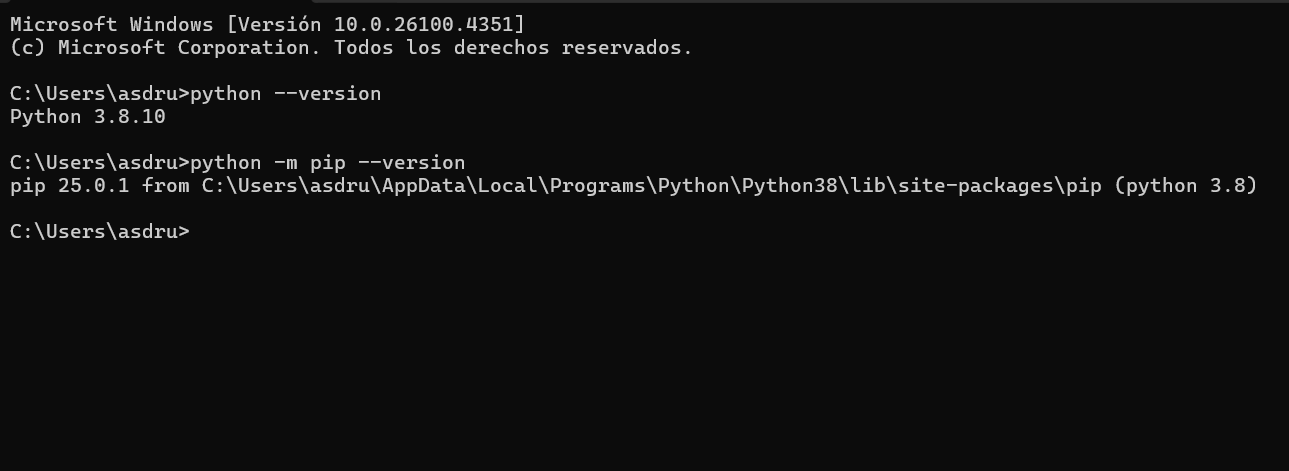 Microsoft Windows [Versión 10.0.26100.4351]
(c) Microsoft Corporation. Todos los derechos reservados.
C:\Users\asdru>python --version
Python 3.8.10
C:\Users\asdru>python -m pip --version
pip 25.0.1 from C:\Users\asdru\AppData\Local\Programs\Python\Python38\lib\site-packages\pip (python 3.8)
C:\Users\asdru>